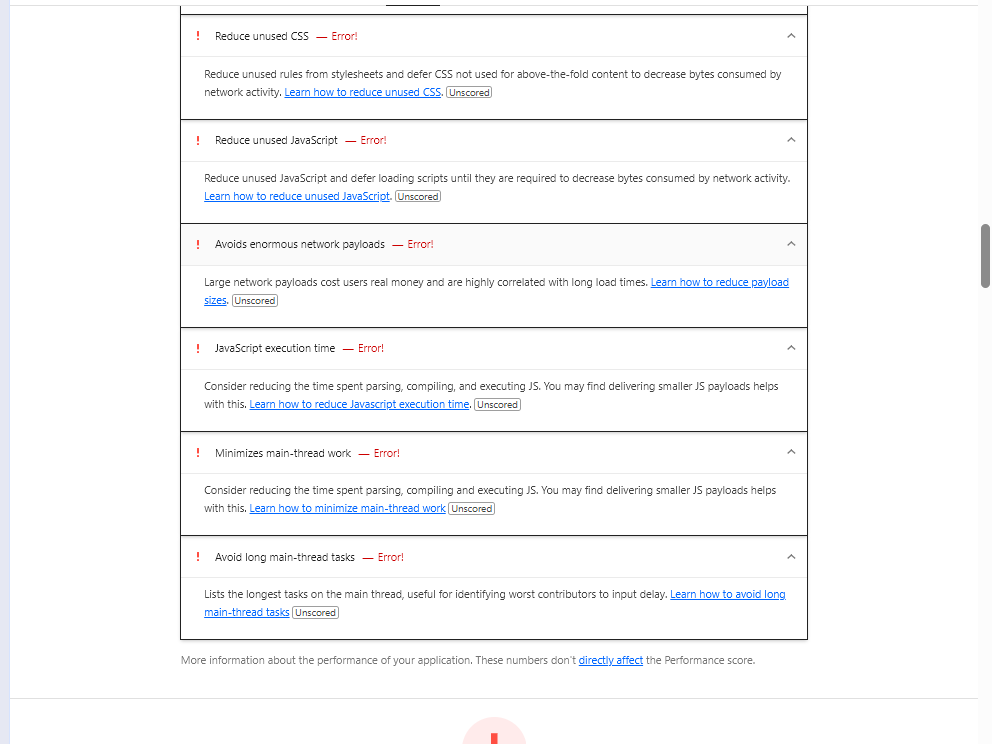 ! Reduce unused CSS — Error!
Reduce unused rules from stylesheets and defer CSS not used for above-the-fold content to decrease bytes consumed by
network activity. Learn how to reduce unused CSS. Unscored
! Reduce unused JavaScript — Error!
Reduce unused JavaScript and defer loading scripts until they are required to decrease bytes consumed by network activity.
Learn how to reduce unused JavaScript. Unscored
! Avoids enormous network payloads — Error!
Large network payloads cost users real money and are highly correlated with long load times. Learn how to reduce payload
sizes. Unscored
! JavaScript execution time — Error!
Consider reducing the time spent parsing, compiling, and executing JS. You may find delivering smaller JS payloads helps
with this. Learn how to reduce Javascript execution time. Unscored
! Minimizes main-thread work — Error!
Consider reducing the time spent parsing, compiling and executing JS. You may find delivering smaller JS payloads helps
with this. Learn how to minimize main-thread work Unscored
! Avoid long main-thread tasks — Error!
Lists the longest tasks on the main thread, useful for identifying worst contributors to input delay. Learn how to avoid long
main-thread tasks Unscored
More information about the performance of your application. These numbers don't directly affect the Performance score.